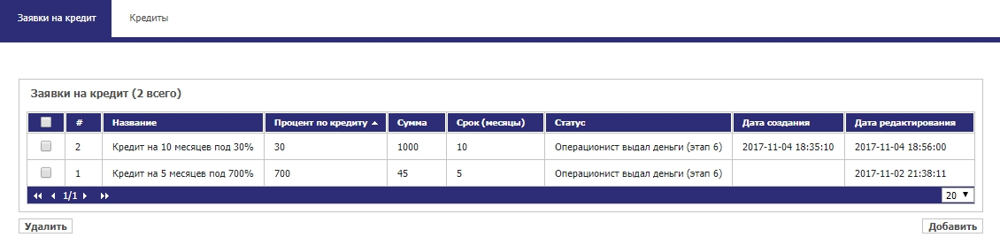 Заявки на кредит Кредиты
Заявки на кредит (2 всего)
# Название Процент по кредиту Сумма Срок (месяцы) Статус Дата создания Дата редактирования
2 Кредит на 10 месяцев под 30% 30 1000 10 Операционист выдал деньги (этап 6) 2017-11-04 18:35:10 2017-11-04 18:56:00
1 Кредит на 5 месяцев под 700% 700 45 5 Операционист выдал деньги (этап 6) 2017-11-02 21:38:11
1/1 20
Удалить Добавить